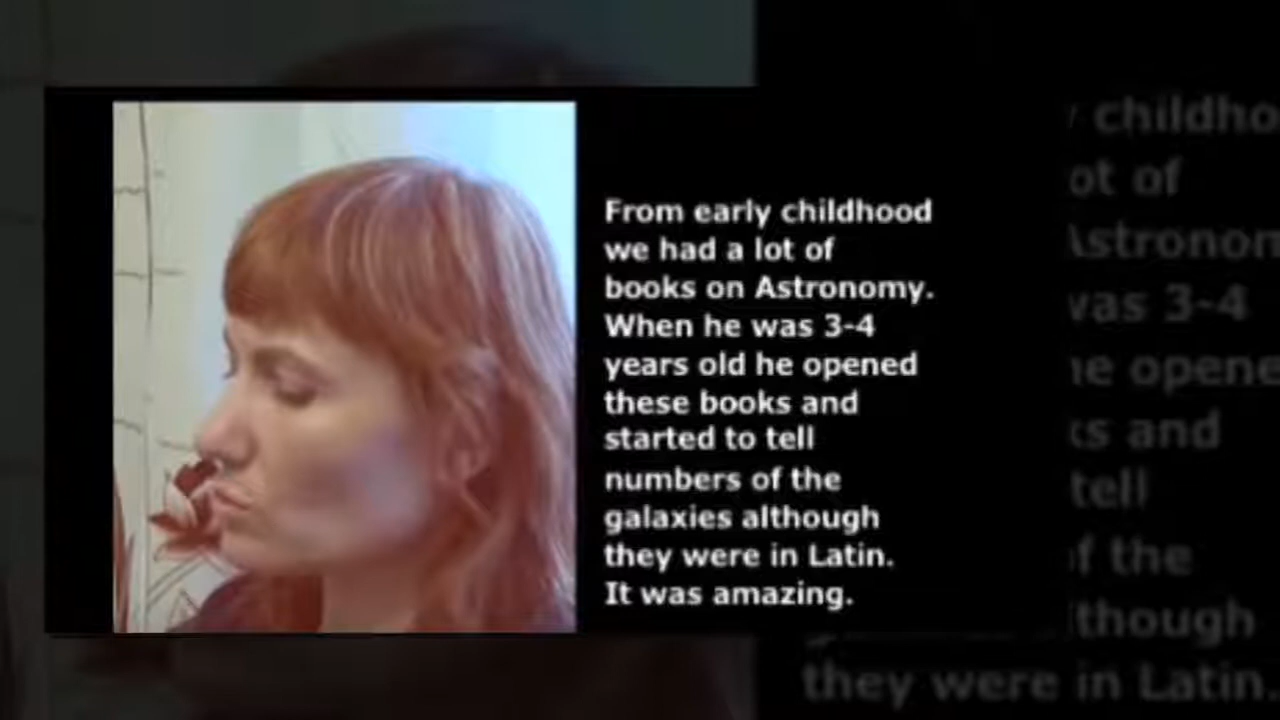 From early childhood
we had a lot of
books on Astronomy.
When he was 3-4
years old he opened
these books and
started to tell
numbers of the
galaxies although
they were in Latin.
It was amazing.